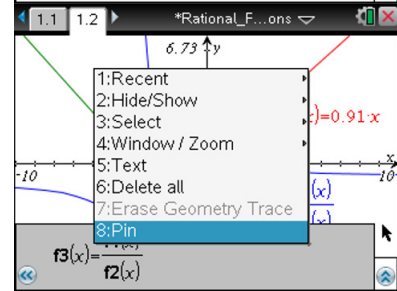 1.1 1.2 *Rational_F...ons
6.73 y
1:Recent
2:Hide/Show
3:Select
4:Window / Zoom
5:Text
6:Delete all
7:Erase Geometry Trace
8:Pin
)=0.91·x
x
-10 10
(x)
(x)
f3(x)=
f2(x)